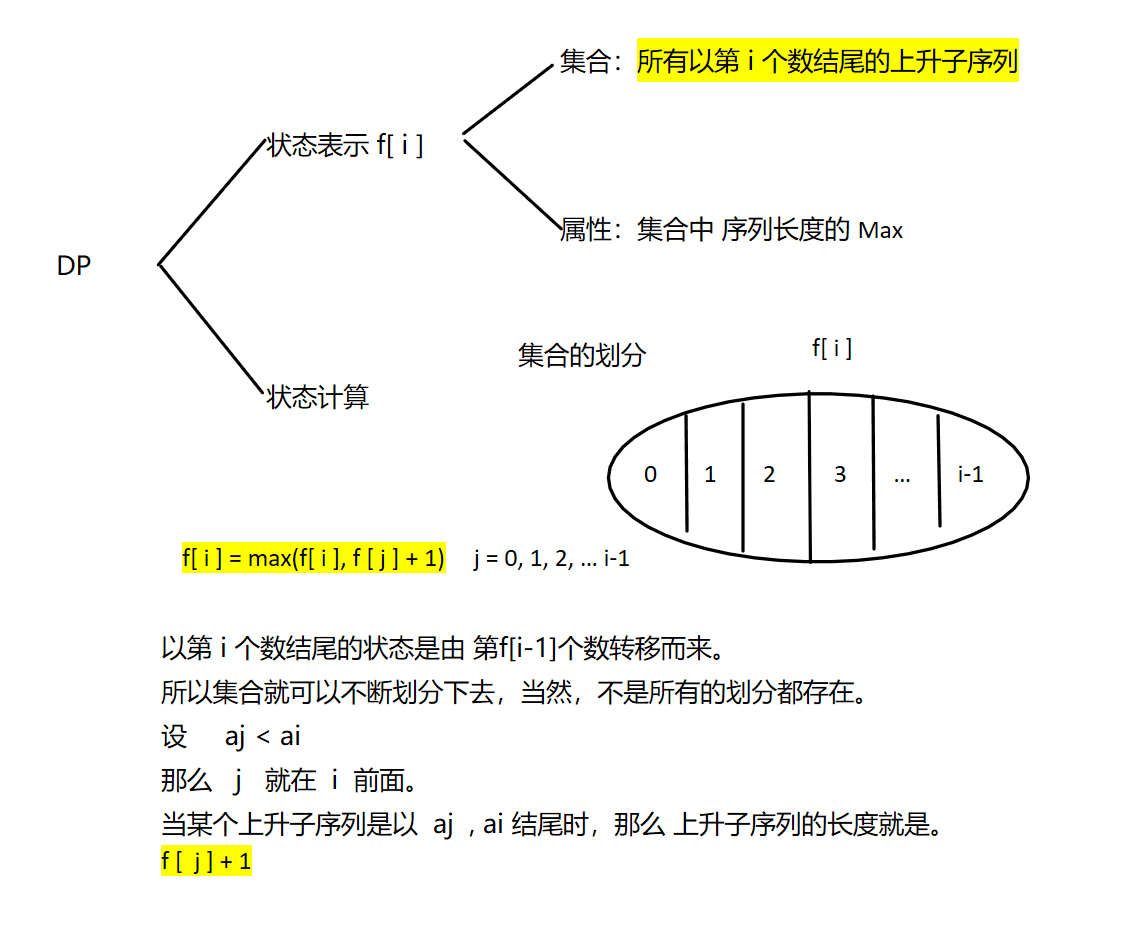 集合：所有以第 i 个数结尾的上升子序列
状态表示 f[ i ]
属性：集合中 序列长度的 Max
DP
集合的划分
f[ i ]
状态计算
0 1 2 3 ... i-1
f[ i ] = max(f[ i ], f [ j ] + 1) j = 0, 1, 2, ... i-1
以第 i 个数结尾的状态是由 第f[i-1]个数转移而来。
所以集合就可以不断划分下去，当然，不是所有的划分都存在。
设 aj < ai
那么 j 就在 i 前面。
当某个上升子序列是以 aj , ai 结尾时，那么 上升子序列的长度就是。
f [ j ] + 1